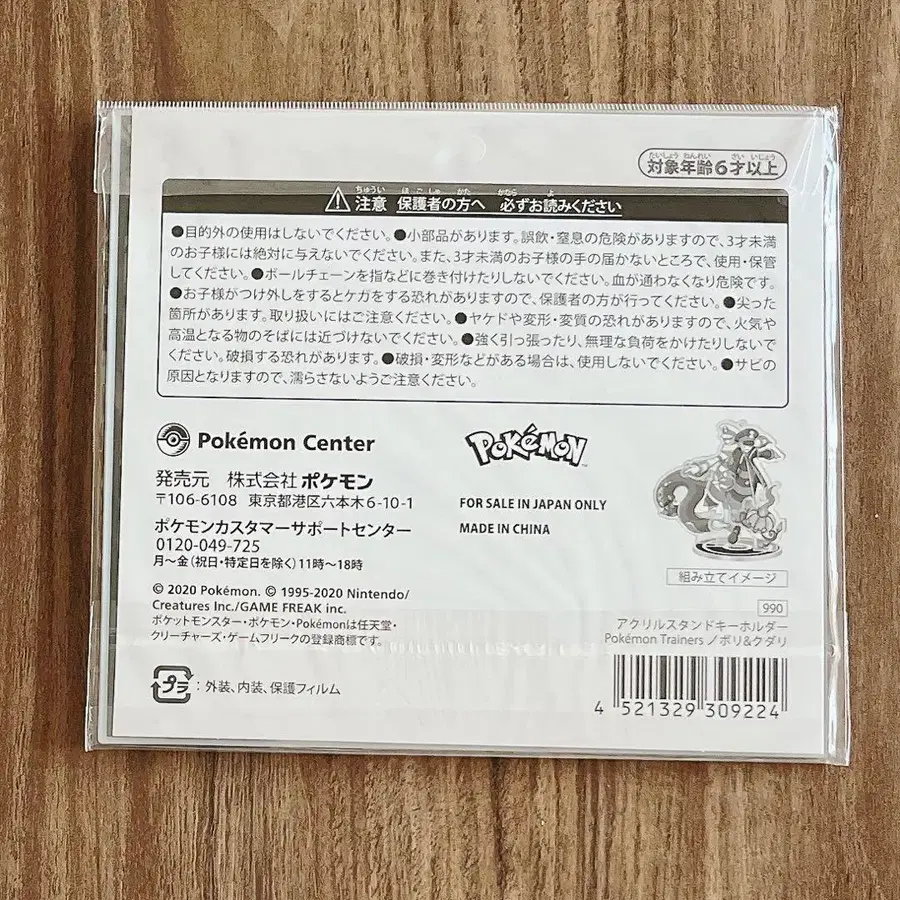 たいしょう ねんれい さい いじょう
対象年齢6才以上
ちゅうい ほごしゃ かた かなら よ
注意 保護者の方へ 必ずお読みください
●目的外の使用はしないでください。●小部品があります。誤飲・窒息の危険がありますので、3才未満
のお子様には絶対に与えないでください。また、3才未満のお子様の手の届かないところで、使用・保管
してください。●ボールチェーンを指などに巻き付けたりしないでください。血が通わなくなり危険です。
●お子様がつけ外しをするとケガをする恐れがありますので、保護者の方が行ってください。●尖った
箇所があります。取り扱いにはご注意ください。●ヤケドや変形・変質の恐れがありますので、火気や
高温となる物のそばには近づけないでください。●強く引っ張ったり、無理な負荷をかけたりしないで
ください。破損する恐れがあります。●破損・変形などがある場合は、使用しないでください。●サビの
原因となりますので、濡らさないようご注意ください。
Pokémon Center
発売元 株式会社ポケモン
〒106-6108 東京都港区六本木6-10-1
ポケモンカスタマーサポートセンター
0120-049-725
月～金(祝日・特定日を除く)11時～18時
© 2020 Pokémon. © 1995-2020 Nintendo/
Creatures Inc./GAME FREAK inc.
ポケットモンスター・ポケモン・Pokémonは任天堂・
クリーチャーズ・ゲームフリークの登録商標です。
プラ:外装、内装、保護フィルム
POKéMON
TM
FOR SALE IN JAPAN ONLY
MADE IN CHINA
組み立てイメージ
990
アクリルスタンドキーホルダー
Pokémon Trainers ノボリ&クダリ
4 521329 309224